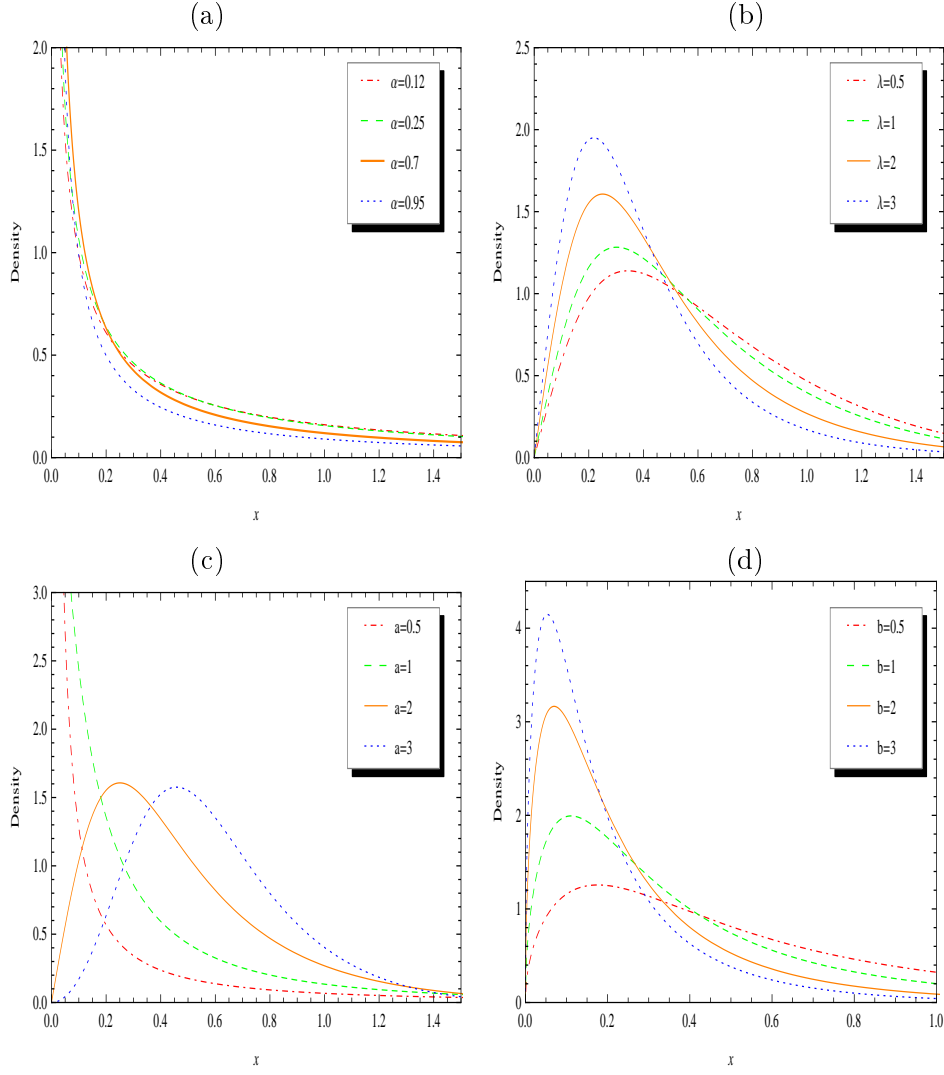 (a)
2.0
1.5
1.0
0.5
0.0
Density
α=0.12
α=0.25
α=0.7
α=0.95
0.0 0.2 0.4 0.6 0.8 1.0 1.2 1.4
x
(b)
2.5
2.0
1.5
1.0
0.5
0.0
Density
λ=0.5
λ=1
λ=2
λ=3
0.0 0.2 0.4 0.6 0.8 1.0 1.2 1.4
x
(c)
3.0
2.5
2.0
1.5
1.0
0.5
0.0
Density
a=0.5
a=1
a=2
a=3
0.0 0.2 0.4 0.6 0.8 1.0 1.2 1.4
x
(d)
4
3
2
1
0
Density
b=0.5
b=1
b=2
b=3
0.0 0.2 0.4 0.6 0.8 1.0
x